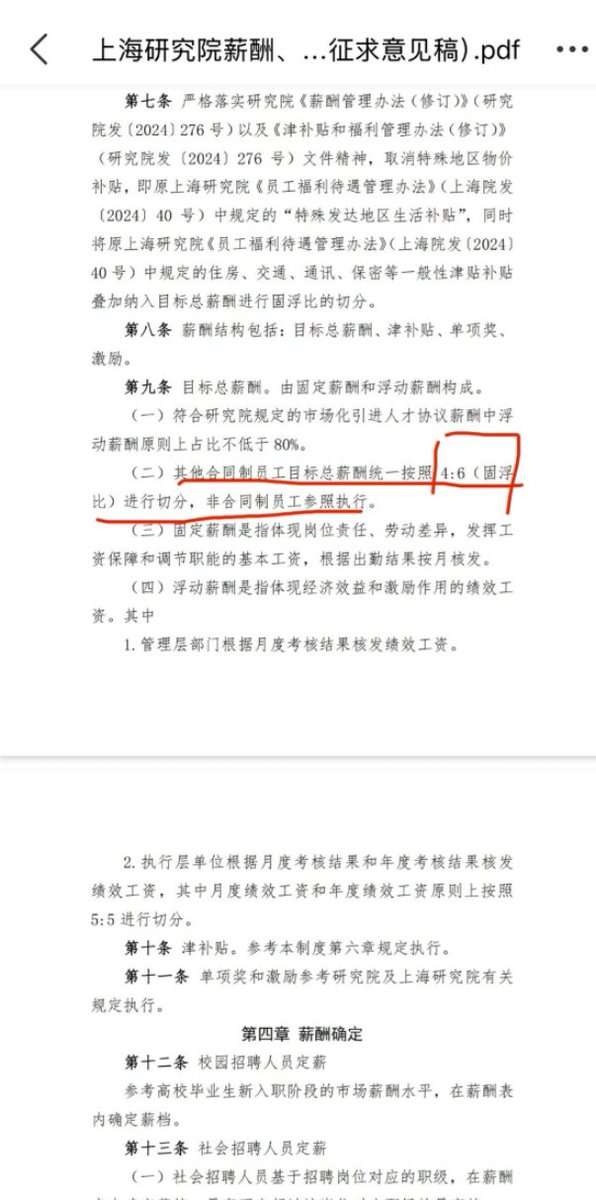 上海研究院薪酬、...征求意见稿).pdf
第七条 严格落实研究院《薪酬管理办法(修订)》(研究
院发〔2024〕276 号)以及《津补贴和福利管理办法(修订)》
(研究院发〔2024〕276 号)文件精神,取消特殊地区物价
补贴,即原上海研究院《员工福利待遇管理办法》(上海院发
〔2024〕40 号)中规定的“特殊发达地区生活补贴”,同时
将原上海研究院《员工福利待遇管理办法》(上海院发〔2024〕
40 号)中规定的住房、交通、通讯、保密等一般性津贴补贴
叠加纳入目标总薪酬进行固浮比的切分。
第八条 薪酬结构包括:目标总薪酬、津补贴、单项奖、
激励。
第九条 目标总薪酬。由固定薪酬和浮动薪酬构成。
(一)符合研究院规定的市场化引进人才协议薪酬中浮
动薪酬原则上占比不低于 80%。
(二)其他合同制员工目标总薪酬统一按照 4:6(固浮
比)进行切分,非合同制员工参照执行。
(三)固定薪酬是指体现岗位责任、劳动差异,发挥工
资保障和调节职能的基本工资,根据出勤结果按月核发。
(四)浮动薪酬是指体现经济效益和激励作用的绩效工
资。其中
1.管理层部门根据月度考核结果核发绩效工资。
2.执行层单位根据月度考核结果和年度考核结果核发
绩效工资,其中月度绩效工资和年度绩效工资原则上按照
5:5 进行切分。
第十条 津补贴。参考本制度第六章规定执行。
第十一条 单项奖和激励参考研究院及上海研究院有关
规定执行。
第四章 薪酬确定
第十二条 校园招聘人员定薪
参考高校毕业生新入职阶段的市场薪酬水平,在薪酬表
内确定薪档。
第十三条 社会招聘人员定薪
(一)社会招聘人员基于招聘岗位对应的职级,在薪酬